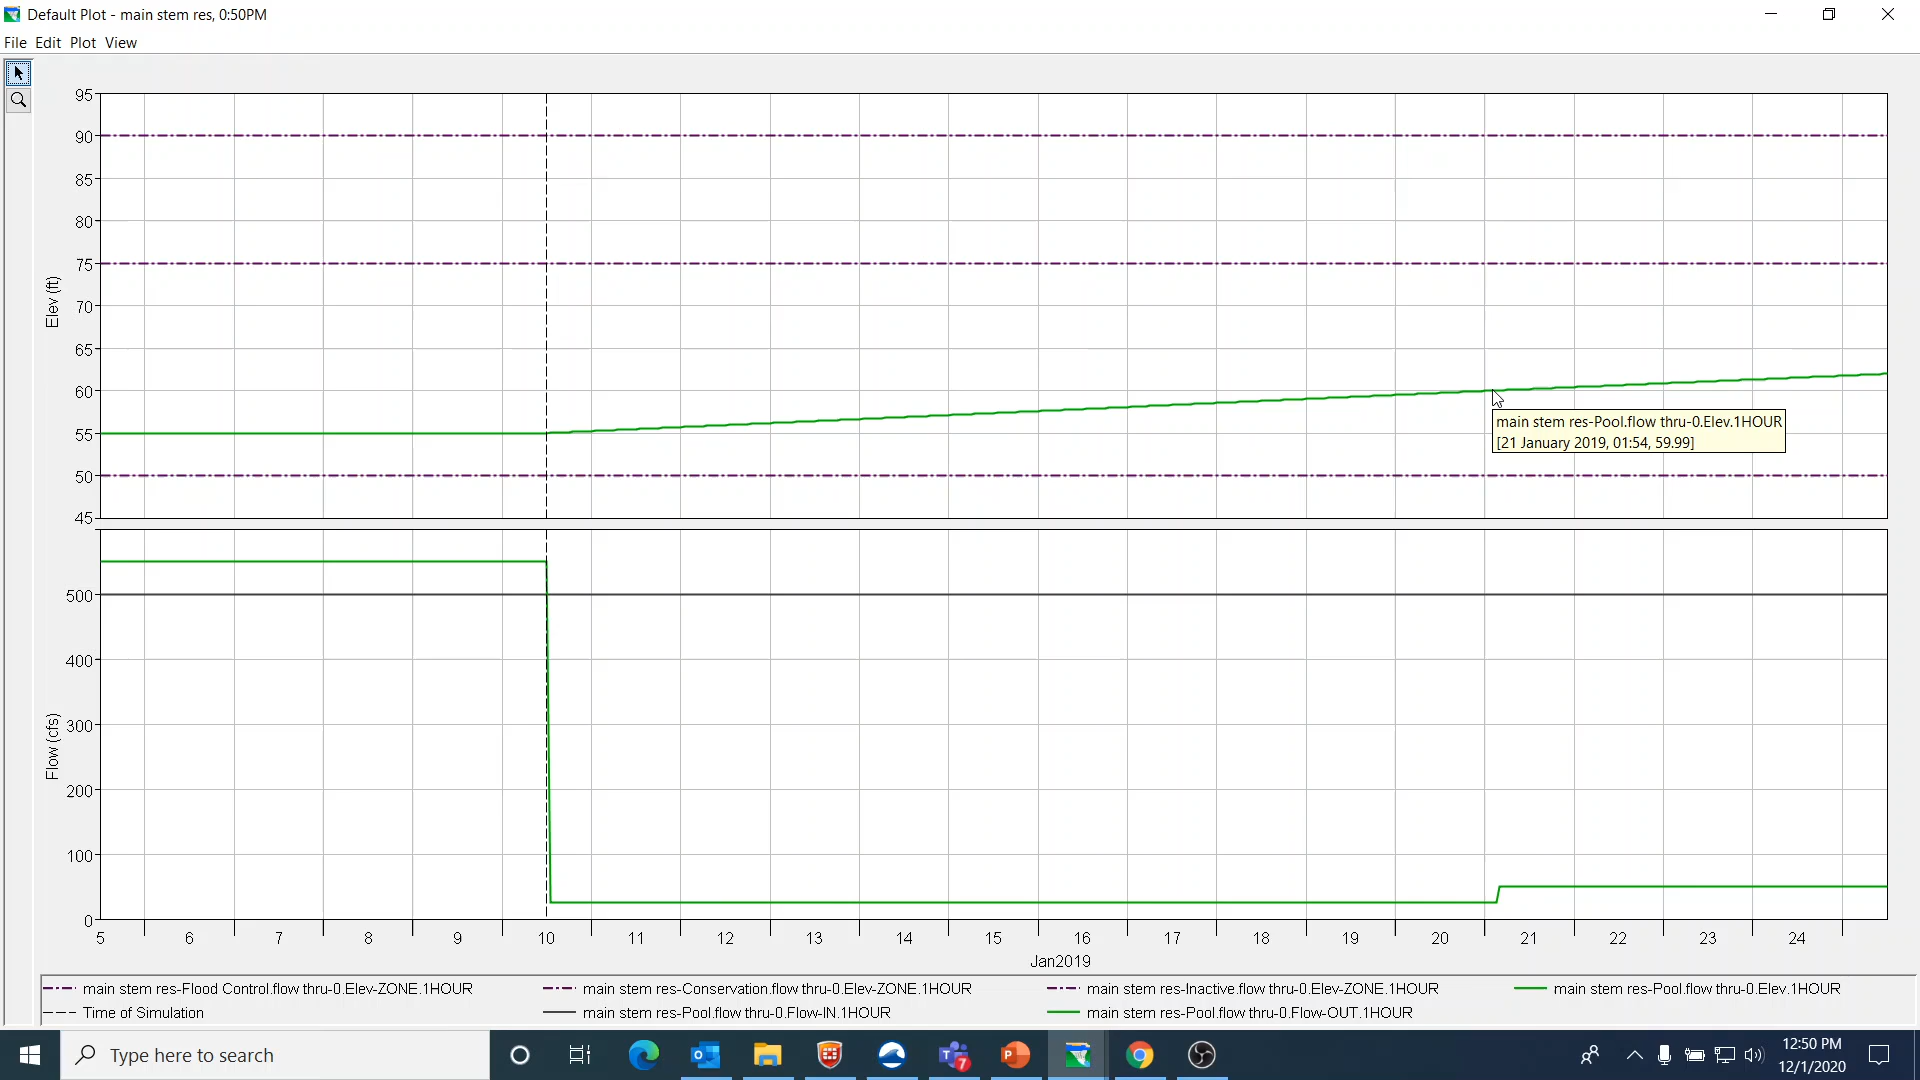 Default Plot - main stem res, 0:50PM
File Edit Plot View
95
90
85
80
75
70
65
60
55
50
45
Elev (ft)
main stem res-Pool.flow thru-0.Elev.1HOUR
[21 January 2019, 01:54, 59.99]
500
400
300
200
100
0
Flow (cfs)
5 6 7 8 9 10 11 12 13 14 15 16 17 18 19 20 21 22 23 24
Jan2019
main stem res-Flood Control.flow thru-0.Elev-ZONE.1HOUR main stem res-Conservation.flow thru-0.Elev-ZONE.1HOUR main stem res-Inactive.flow thru-0.Elev-ZONE.1HOUR main stem res-Pool.flow thru-0.Elev.1HOUR
Time of Simulation main stem res-Pool.flow thru-0.Flow-IN.1HOUR main stem res-Pool.flow thru-0.Flow-OUT.1HOUR
Type here to search
7
12:50 PM
12/1/2020